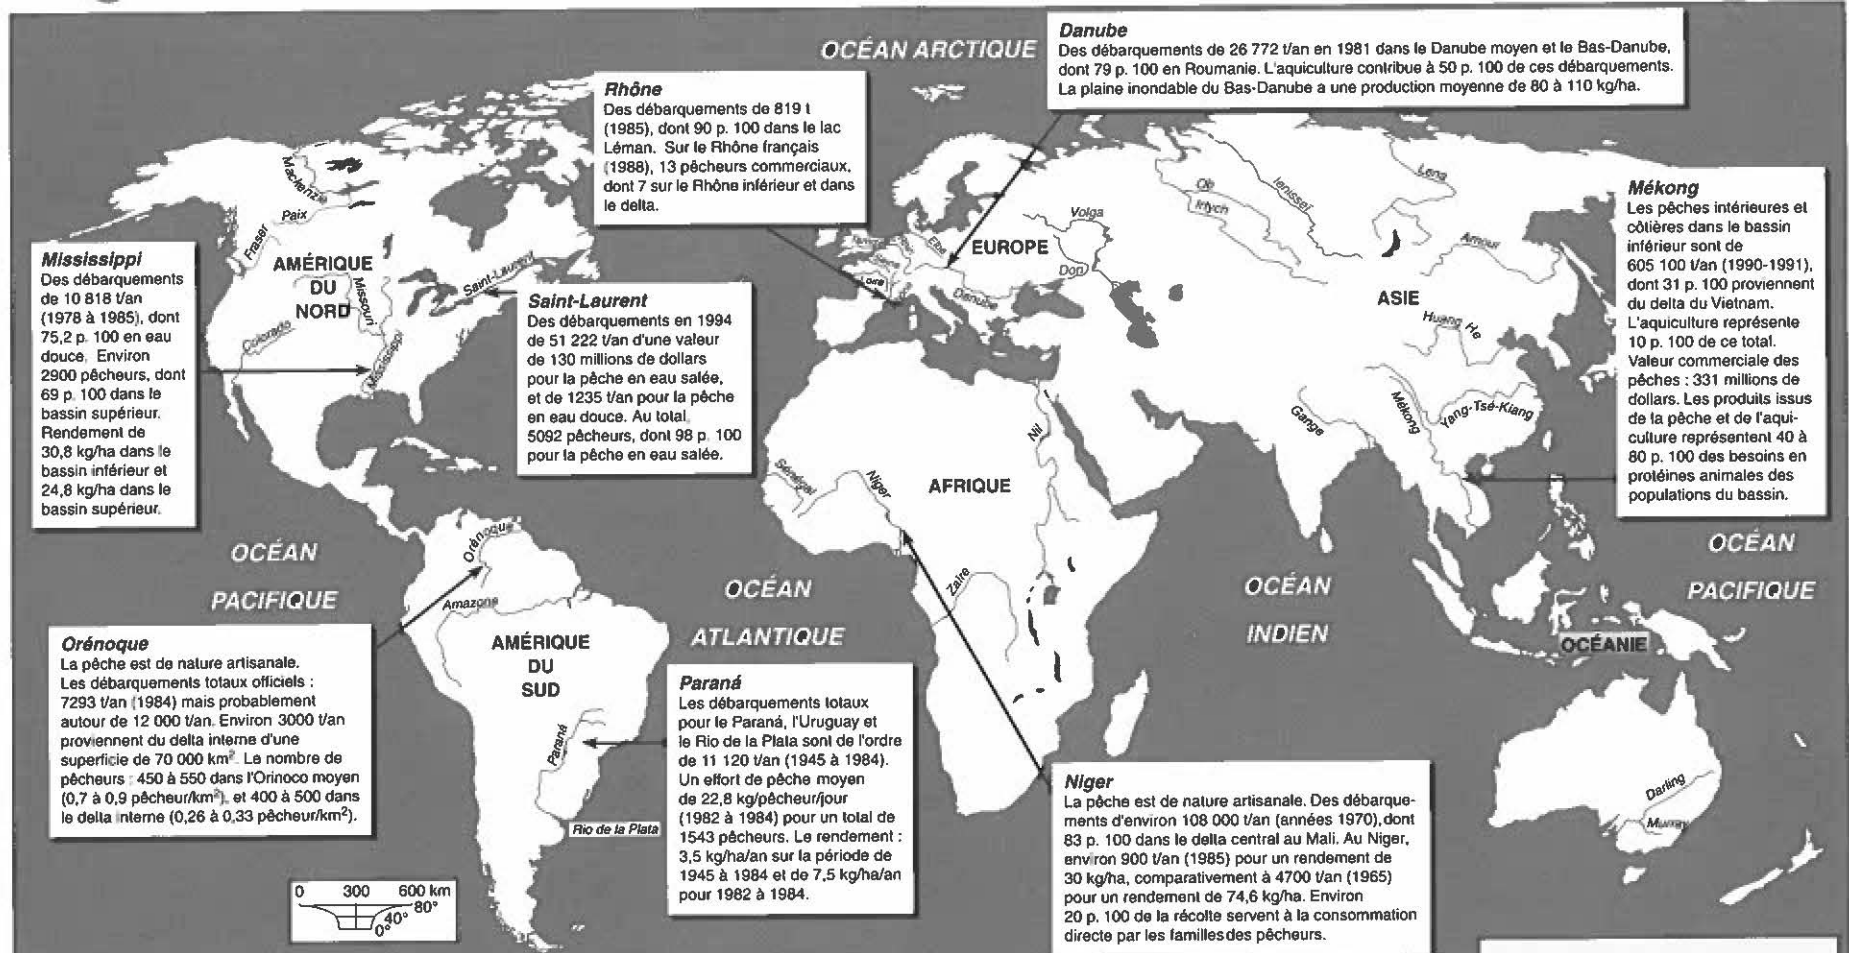 OCÉAN ARCTIQUE
Danube
Des débarquements de 26 772 t/an en 1981 dans le Danube moyen et le Bas-Danube,
dont 79 p. 100 en Roumanie. L'aquiculture contribue à 50 p. 100 de ces débarquements.
La plaine inondable du Bas-Danube a une production moyenne de 80 à 110 kg/ha.
Rhône
Des débarquements de 819 t
(1985), dont 90 p. 100 dans le lac
Léman. Sur le Rhône français
(1988), 13 pêcheurs commerciaux,
dont 7 sur le Rhône inférieur et dans
le delta.
Mékong
Les pêches intérieures et
côtières dans le bassin
inférieur sont de
605 100 t/an (1990-1991),
dont 31 p. 100 proviennent
du delta du Vietnam.
L'aquiculture représente
10 p. 100 de ce total.
Valeur commerciale des
pêches : 331 millions de
dollars. Les produits issus
de la pêche et de l'aqui-
culture représentent 40 à
80 p. 100 des besoins en
protéines animales des
populations du bassin.
Mississippi
Des débarquements
de 10 818 t/an
(1978 à 1985), dont
75,2 p. 100 en eau
douce. Environ
2900 pêcheurs, dont
69 p. 100 dans le
bassin supérieur.
Rendement de
30,8 kg/ha dans le
bassin inférieur et
24,8 kg/ha dans le
bassin supérieur.
Saint-Laurent
Des débarquements en 1994
de 51 222 t/an d'une valeur
de 130 millions de dollars
pour la pêche en eau salée,
et de 1235 t/an pour la pêche
en eau douce. Au total,
5092 pêcheurs, dont 98 p. 100
pour la pêche en eau salée.
Mackenzie
Paix
Fraser
AMÉRIQUE
DU
NORD
Missouri
Saint-Laurent
Colorado
Mississippi
Elbe
EUROPE
Volga
Don
Danube
Ob
Irtych
Ienisseï
Lena
Amour
ASIE
Huang He
Yang-Tsé-Kiang
Mékong
Gange
Nil
Sénégal
Niger
AFRIQUE
Zaïre
Orénoque
Amazone
AMÉRIQUE
DU
SUD
Paraná
Rio de la Plata
OCÉAN
PACIFIQUE
OCÉAN
ATLANTIQUE
OCÉAN
INDIEN
OCÉAN
PACIFIQUE
OCÉANIE
Darling
Murray
Orénoque
La pêche est de nature artisanale.
Les débarquements totaux officiels :
7293 t/an (1984) mais probablement
autour de 12 000 t/an. Environ 3000 t/an
proviennent du delta interne d'une
superficie de 70 000 km². Le nombre de
pêcheurs : 450 à 550 dans l'Orinoco moyen
(0,7 à 0,9 pêcheur/km²), et 400 à 500 dans
le delta interne (0,26 à 0,33 pêcheur/km²).
Paraná
Les débarquements totaux
pour le Paraná, l'Uruguay et
le Rio de la Plata sont de l'ordre
de 11 120 t/an (1945 à 1984).
Un effort de pêche moyen
de 22,8 kg/pêcheur/jour
(1982 à 1984) pour un total de
1543 pêcheurs. Le rendement :
3,5 kg/ha/an sur la période de
1945 à 1984 et de 7,5 kg/ha/an
pour 1982 à 1984.
Niger
La pêche est de nature artisanale. Des débarque-
ments d'environ 108 000 t/an (années 1970), dont
83 p. 100 dans le delta central au Mali. Au Niger,
environ 900 t/an (1985) pour un rendement de
30 kg/ha, comparativement à 4700 t/an (1965)
pour un rendement de 74,6 kg/ha. Environ
20 p. 100 de la récolte servent à la consommation
directe par les familles des pêcheurs.
0 300 600 km
80°
40°
0°